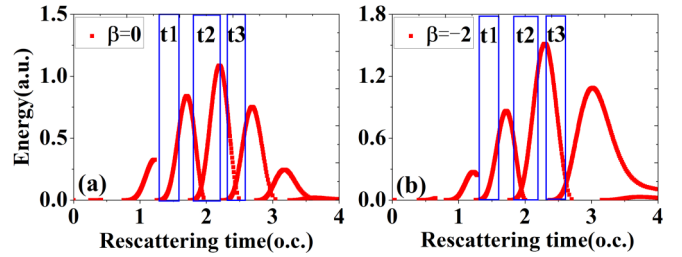 1.5
1.0
0.5
0.0
Energy(a.u.)
β=0
t1
t2
t3
(a)
0
1
2
3
4
Rescattering time(o.c.)
1.8
1.2
0.6
0.0
β=−2
t1
t2
t3
(b)
0
1
2
3
4
Rescattering time(o.c.)